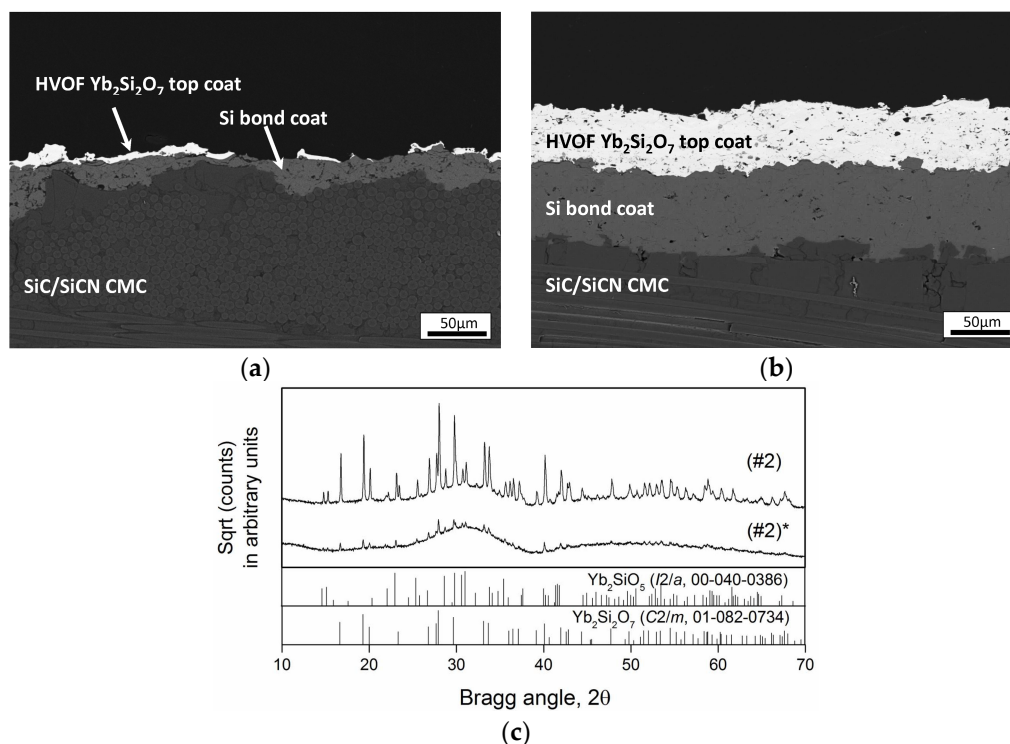 HVOF Yb₂Si₂O₇ top coat
Si bond coat
SiC/SiCN CMC
50µm
(a)
HVOF Yb₂Si₂O₇ top coat
Si bond coat
SiC/SiCN CMC
50µm
(b)
Sqrt (counts)
in arbitrary units
(#2)
(#2)*
Yb₂SiO₅ (I2/a, 00-040-0386)
Yb₂Si₂O₇ (C2/m, 01-082-0734)
10 20 30 40 50 60 70
Bragg angle, 2θ
(c)